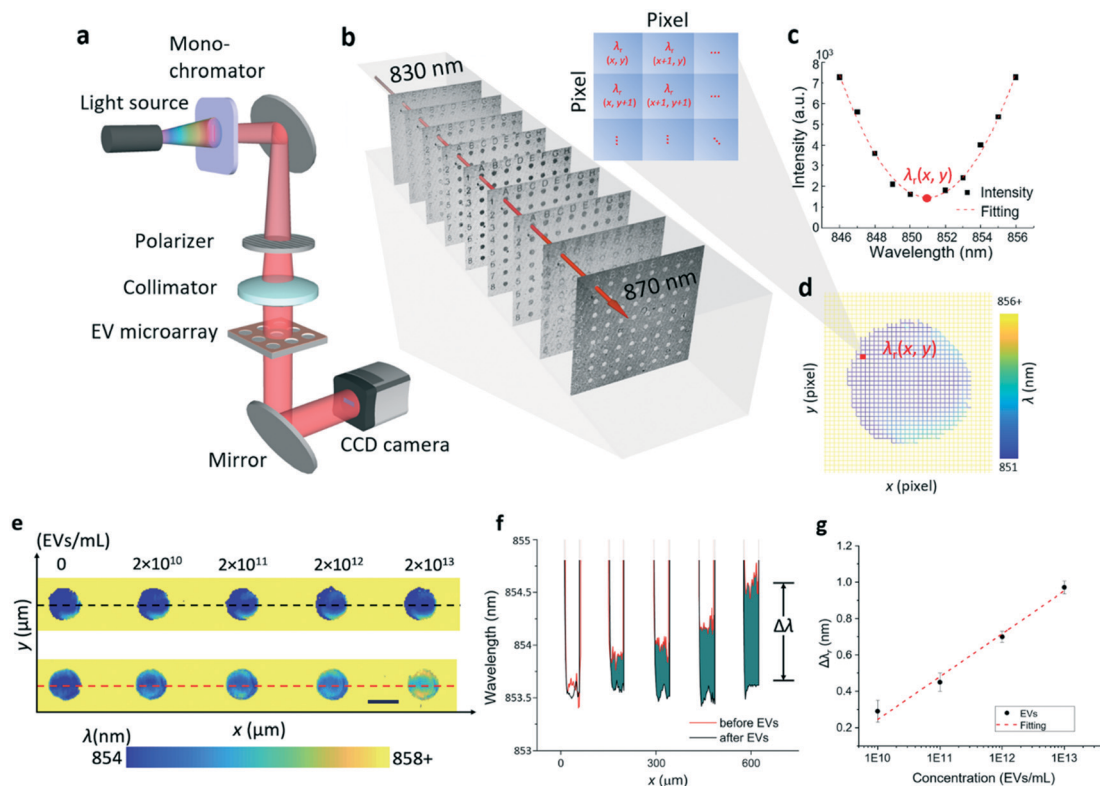 a
Mono-
chromator
Light source
Polarizer
Collimator
EV microarray
CCD camera
Mirror
b
830 nm
870 nm
Pixel
Pixel
λr
(x, y)
λr
(x+1, y)
...
λr
(x, y+1)
λr
(x+1, y+1)
...
c
10³
8
7
6
5
4
3
2
1
0
Intensity (a.u.)
λr(x, y)
Intensity
Fitting
846 848 850 852 854 856
Wavelength (nm)
d
856+
λr(x, y)
λ (nm)
851
y (pixel)
x (pixel)
e
(EVs/mL)
0 2×10¹⁰ 2×10¹¹ 2×10¹² 2×10¹³
y (μm)
x (μm)
λ(nm)
854 858+
f
855
854.5
854
853.5
853
Wavelength (nm)
Δλ
before EVs
after EVs
0 300 600
x (μm)
g
1.2
1.0
0.8
0.6
0.4
0.2
Δλr (nm)
EVs
Fitting
1E10 1E11 1E12 1E13
Concentration (EVs/mL)